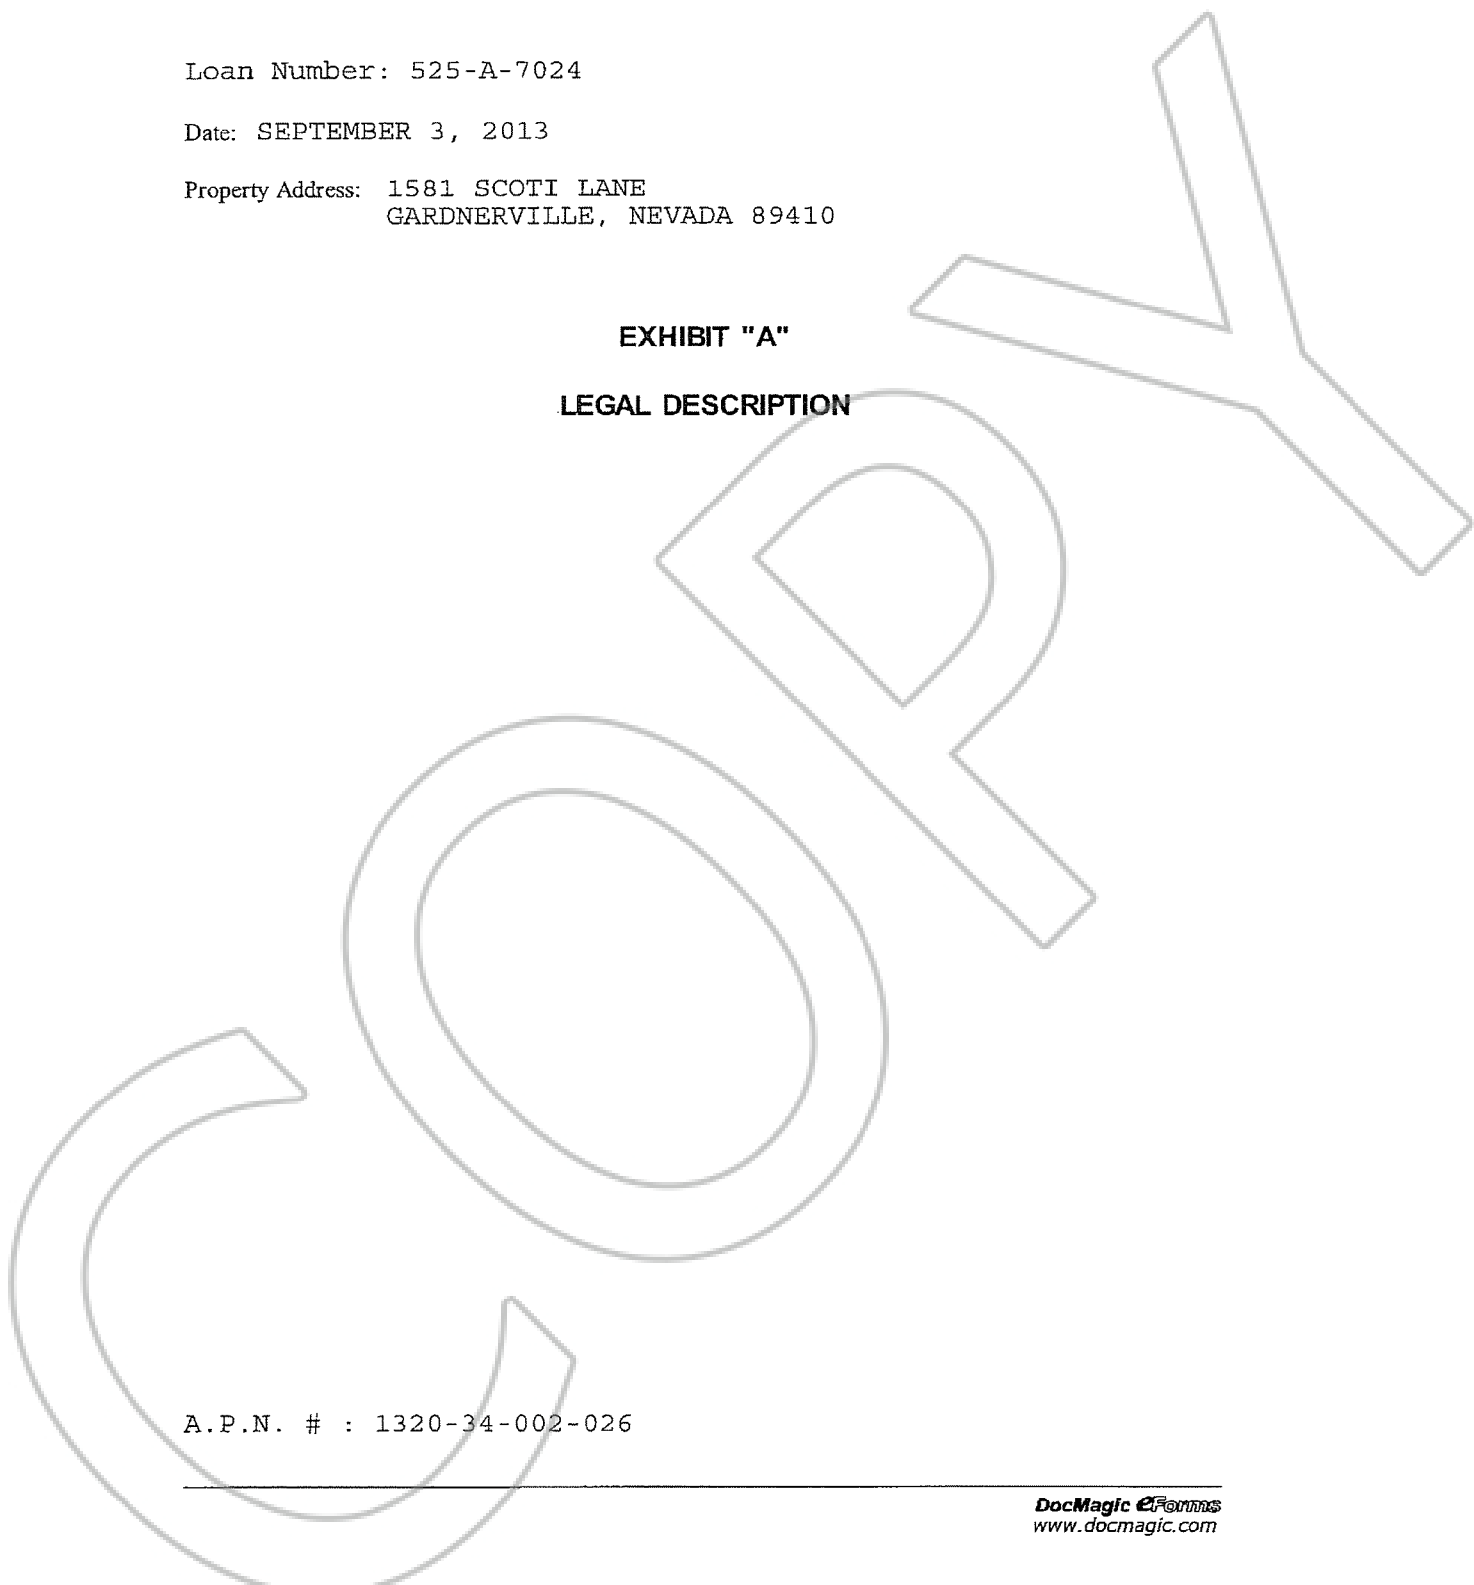 Loan Number: 525-A-7024
Date: SEPTEMBER 3, 2013
Property Address: 1581 SCOTI LANE
GARDNERVILLE, NEVADA 89410
EXHIBIT "A"
LEGAL DESCRIPTION
COPY
A.P.N. # : 1320-34-002-026
DocMagic eForms
www.docmagic.com